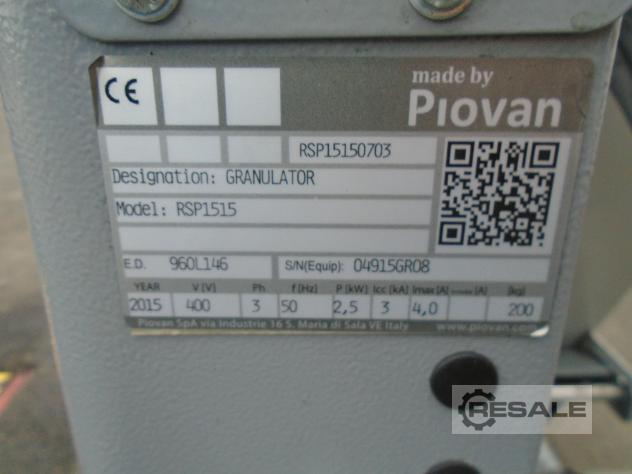 made by
Piovan
CE
RSP15150703
Designation: GRANULATOR
Model: RSP1515
E.D. 960L146 S/N(Equip): 04915GR08
YEAR V [V] Ph f [Hz] P [kW] Icc [kA] Imax [A] [A] [kg]
2015 400 3 50 2,5 3 4,0 200
Piovan SpA via Industrie 16 S. Maria di Sala VE Italy www.piovan.com
RESALE